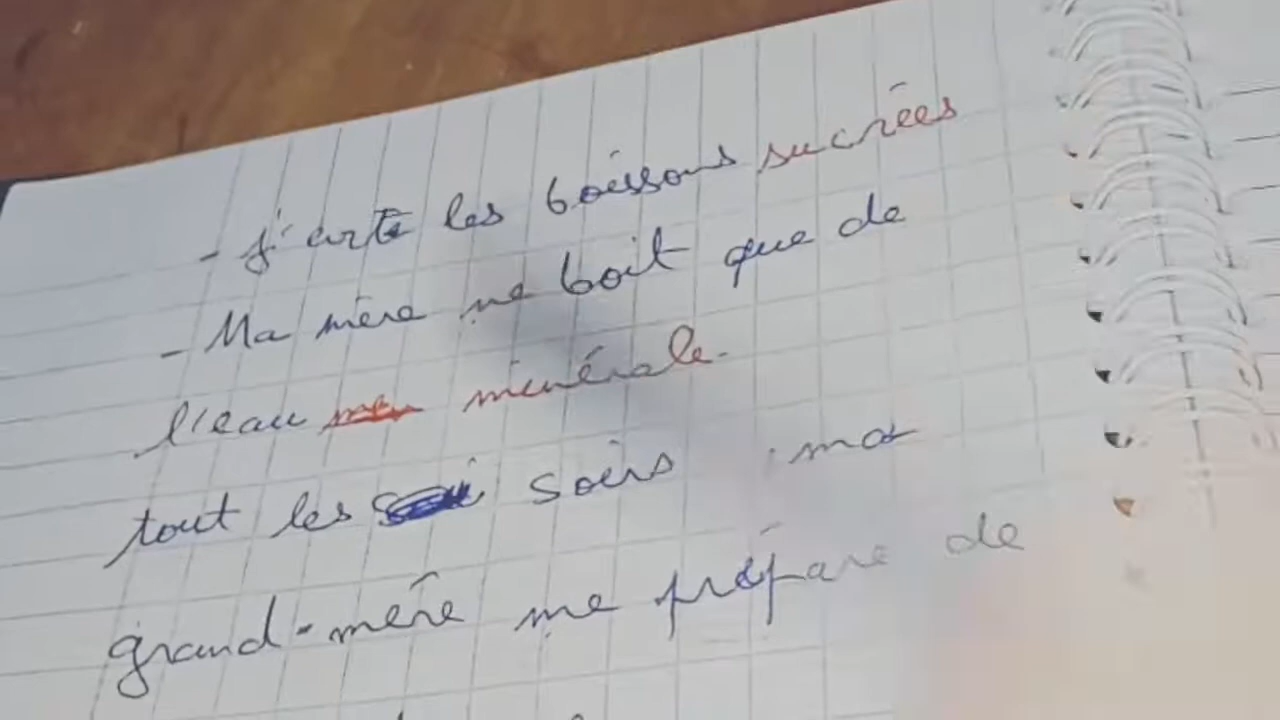 - j'
les boissons sucrées
- Ma mère ne boit que de
l'eau minérale.
tout les soirs ma
grand-mère me prépare de